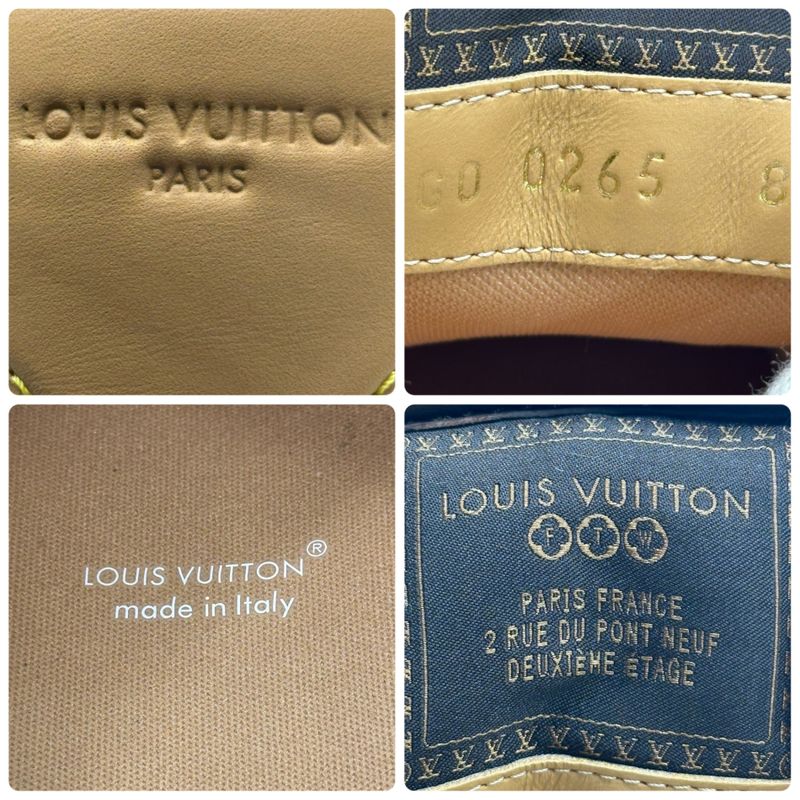 LOUIS VUITTON
PARIS
GO 0265 8
LOUIS VUITTON®
made in Italy
LOUIS VUITTON
F T W
PARIS FRANCE
2 RUE DU PONT NEUF
DEUXIÈME ÉTAGE